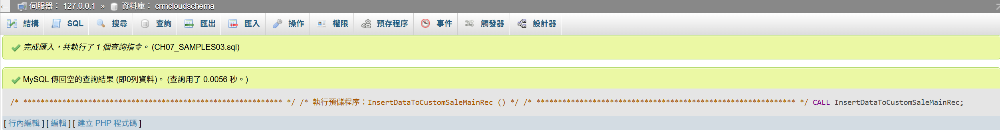 ← 伺服器： 127.0.0.1 » 資料庫： crmcloudschema
結構 SQL 搜尋 查詢 匯出 匯入 操作 權限 預存程序 事件 觸發器 設計器
完成匯入，共執行了 1 個查詢指令。 (CH07_SAMPLES03.sql)
MySQL 傳回空的查詢結果 (即0列資料)。 (查詢用了 0.0056 秒。)
/* ************************************************************ */ /* 執行預儲程序：InsertDataToCustomSaleMainRec () */ /* ************************************************************ */ CALL InsertDataToCustomSaleMainRec;
[ 行內編輯 ] [ 編輯 ] [ 建立 PHP 程式碼 ]